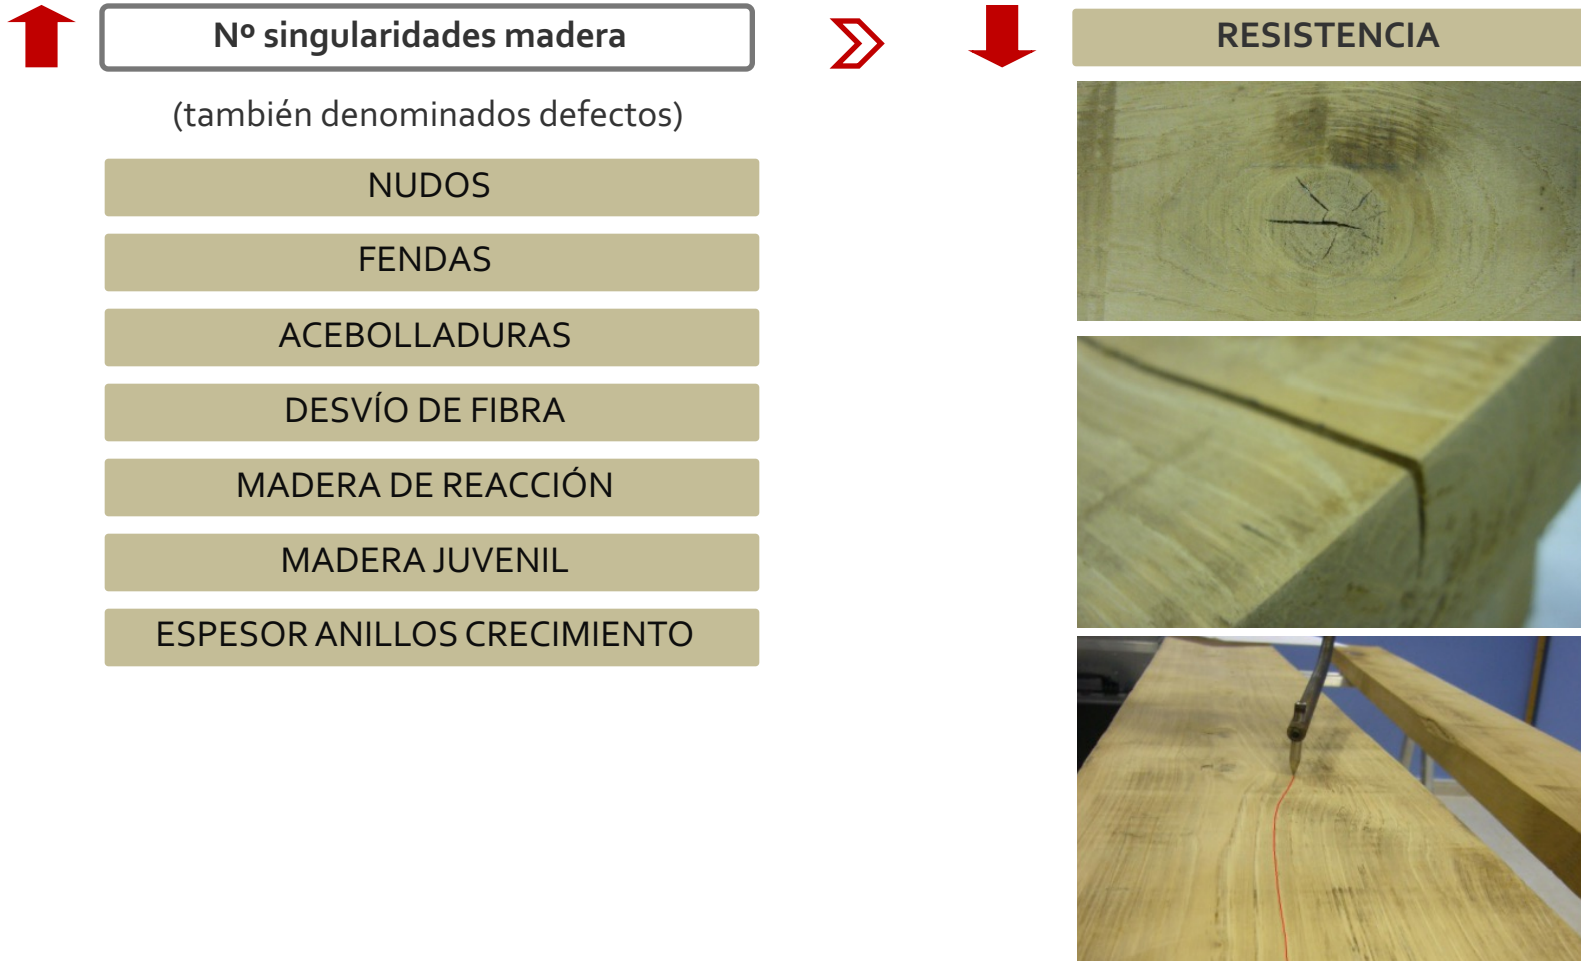 Nº singularidades madera
RESISTENCIA
(también denominados defectos)
NUDOS
FENDAS
ACEBOLLADURAS
DESVÍO DE FIBRA
MADERA DE REACCIÓN
MADERA JUVENIL
ESPESOR ANILLOS CRECIMIENTO